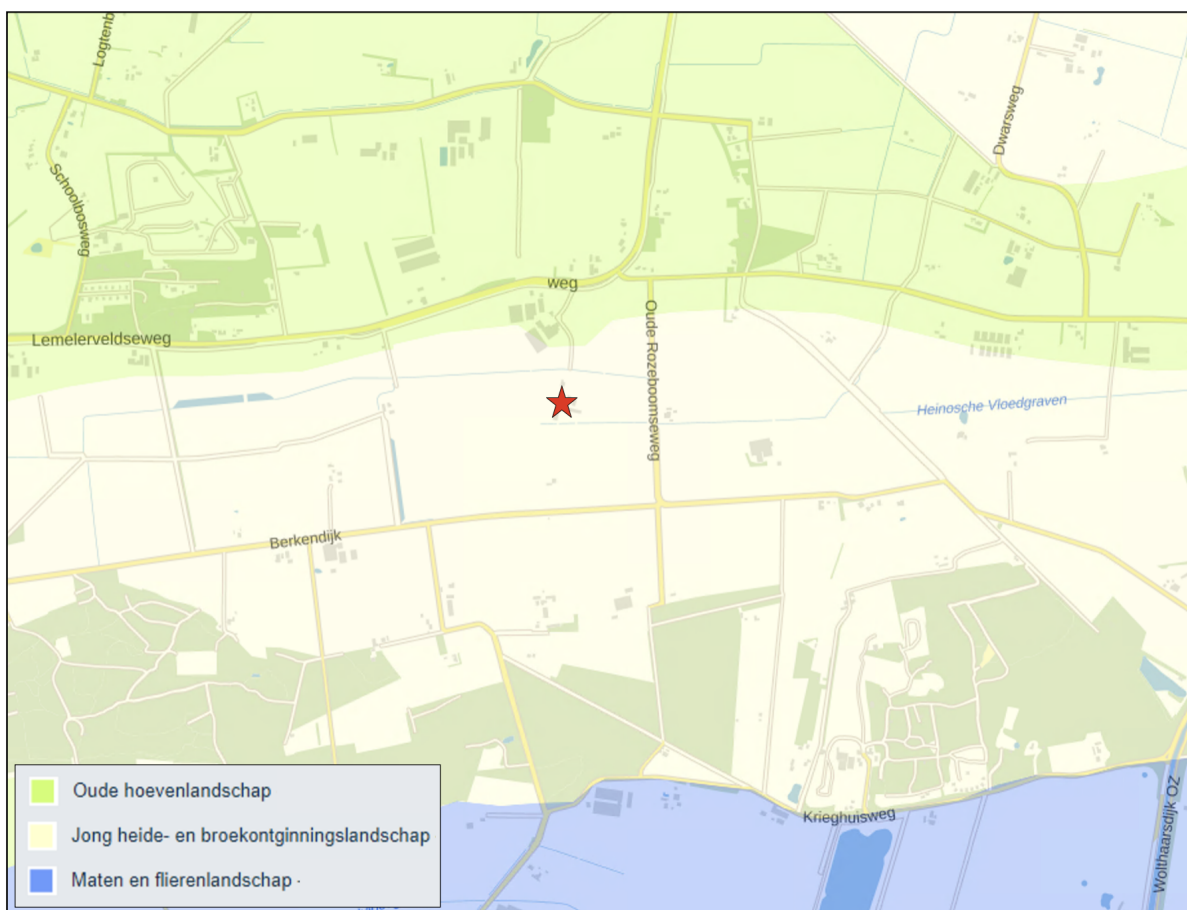 Logtenb
Dwarsweg
Schoolbosweg
weg
Oude Rozeboomseweg
Lemelerveldseweg
Heinosche Vloedgraven
Berkendijk
Krieghuisweg
Wolthaarsdijk OZ
Oude hoevenlandschap
Jong heide- en broekontginningslandschap
Maten en flierenlandschap